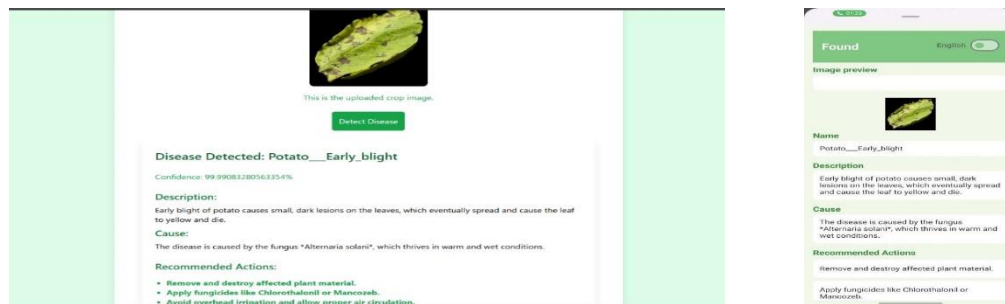 This is the uploaded crop image.
Detect Disease
Disease Detected: Potato___Early_blight
Confidence: 99.99083280563354%
Description:
Early blight of potato causes small, dark lesions on the leaves, which eventually spread and cause the leaf
to yellow and die.
Cause:
The disease is caused by the fungus *Alternaria solani*, which thrives in warm and wet conditions.
Recommended Actions:
• Remove and destroy affected plant material.
• Apply fungicides like Chlorothalonil or Mancozeb.
• Avoid overhead irrigation and allow proper air circulation.
01:23
Found
English
Image preview
Name
Potato___Early_blight
Description
Early blight of potato causes small, dark
lesions on the leaves, which eventually spread
and cause the leaf to yellow and die.
Cause
The disease is caused by the fungus
*Alternaria solani*, which thrives in warm and
wet conditions.
Recommended Actions
Remove and destroy affected plant material.
Apply fungicides like Chlorothalonil or
Mancozeb.